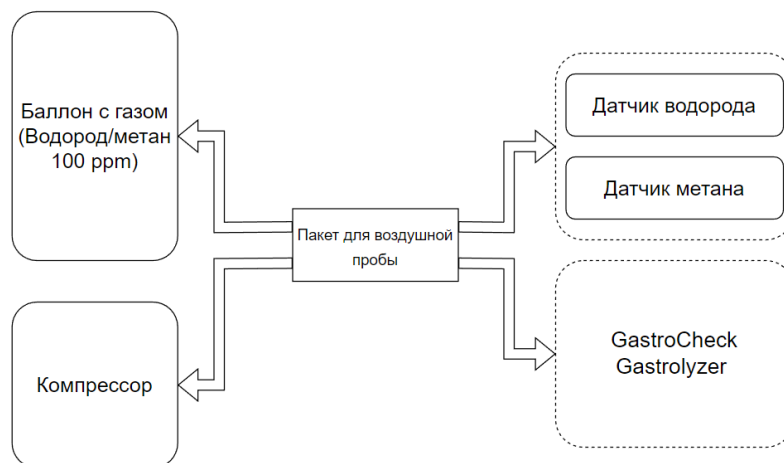 Баллон с газом
(Водород/метан
100 ppm)
Датчик водорода
Датчик метана
Пакет для воздушной
пробы
Компрессор
GastroCheck
Gastrolyzer